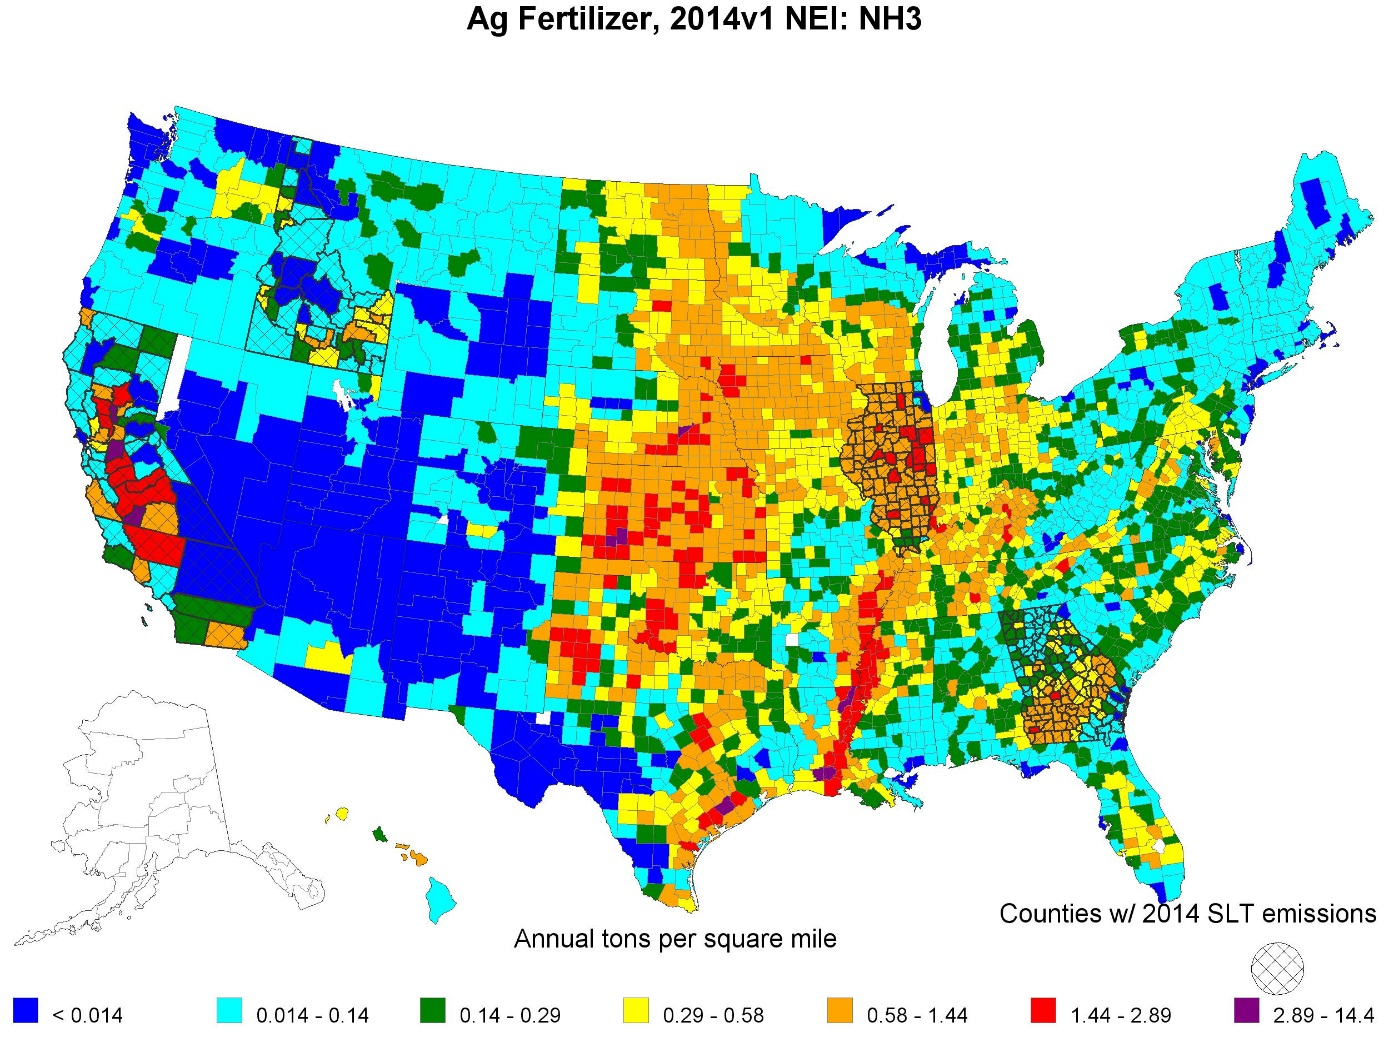 Ag Fertilizer, 2014v1 NEI: NH3
Counties w/ 2014 SLT emissions
Annual tons per square mile
< 0.014
0.014 - 0.14
0.14 - 0.29
0.29 - 0.58
0.58 - 1.44
1.44 - 2.89
2.89 - 14.4